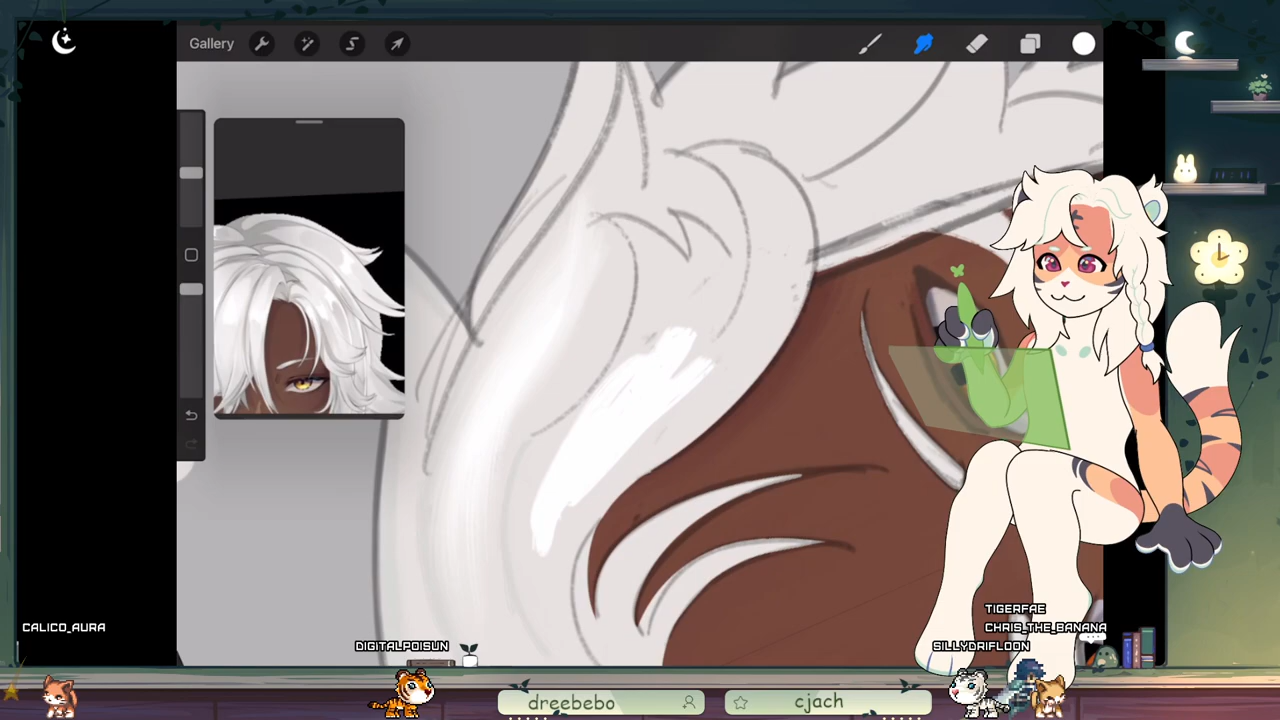 Gallery
CALICO_AURA
DIGITALPOISUN
TIGERFAE
CHRIS_THE_BANANA
SILLYDRIFLOON
dreebebo
cjach